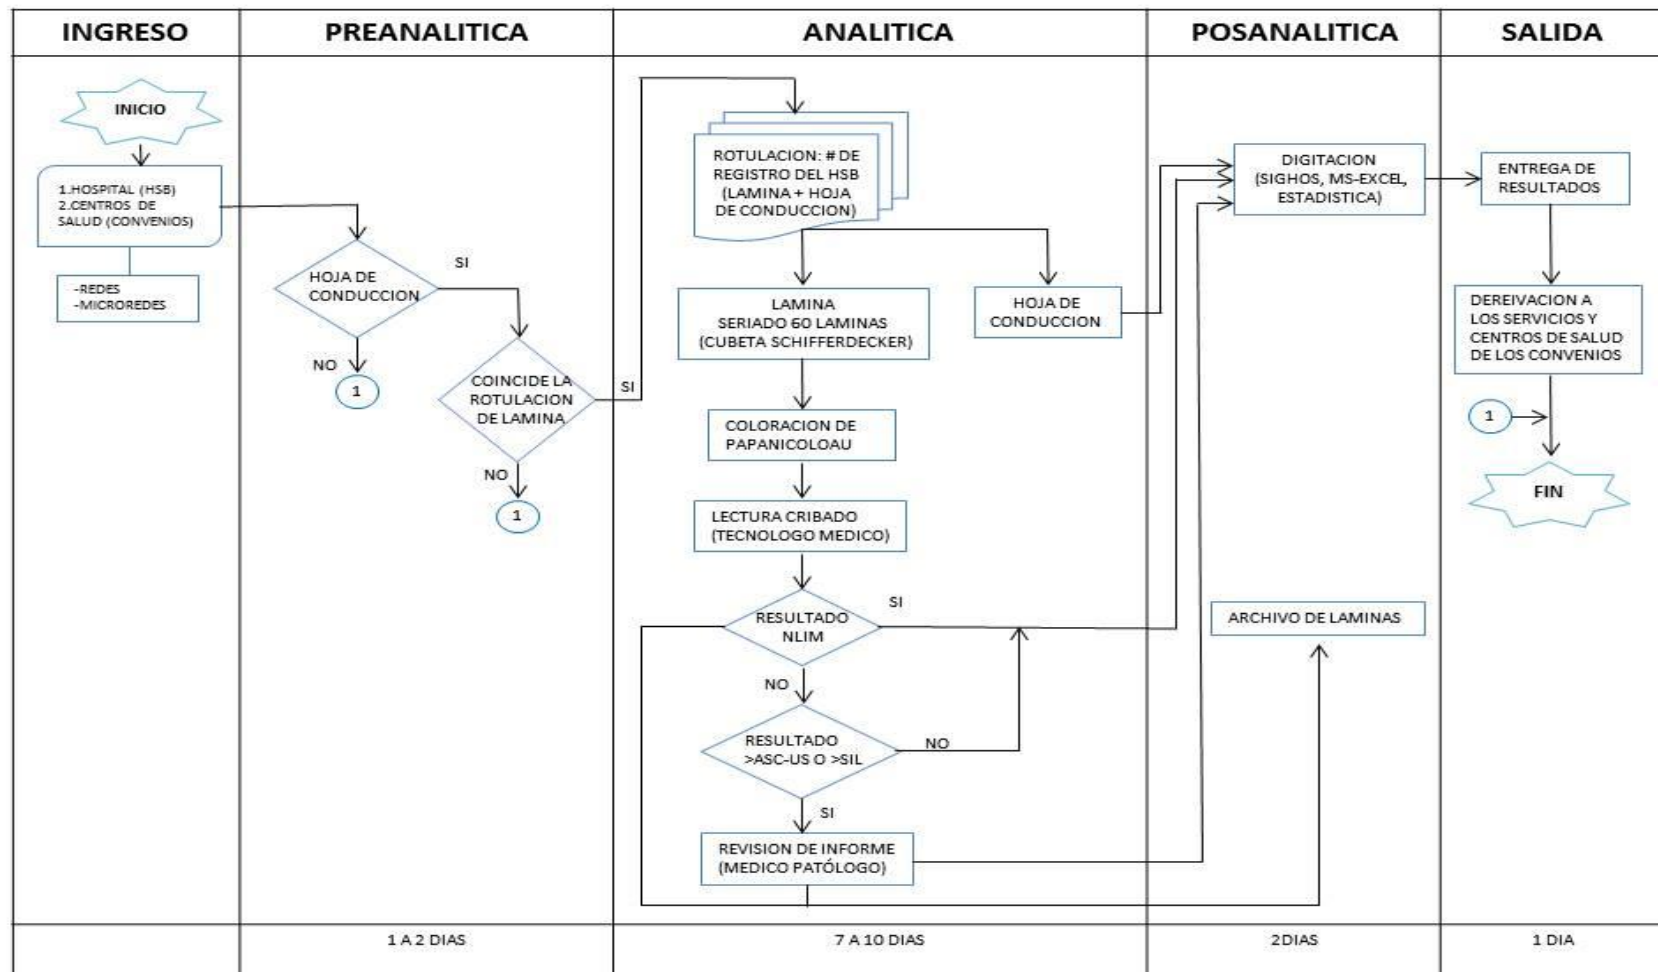 INGRESO
PREANALITICA
ANALITICA
POSANALITICA
SALIDA
INICIO
1.HOSPITAL (HSB)
2.CENTROS DE
SALUD (CONVENIOS)
-REDES
-MICROREDES
HOJA DE
CONDUCCION
SI
NO
1
COINCIDE LA
ROTULACION
DE LAMINA
SI
NO
1
ROTULACION: # DE
REGISTRO DEL HSB
(LAMINA + HOJA
DE CONDUCCION)
LAMINA
SERIADO 60 LAMINAS
(CUBETA SCHIFFERDECKER)
HOJA DE
CONDUCCION
COLORACION DE
PAPANICOLOAU
LECTURA CRIBADO
(TECNOLOGO MEDICO)
RESULTADO
NLIM
SI
NO
RESULTADO
>ASC-US O >SIL
NO
SI
REVISION DE INFORME
(MEDICO PATÓLOGO)
DIGITACION
(SIGHOS, MS-EXCEL,
ESTADISTICA)
ARCHIVO DE LAMINAS
ENTREGA DE
RESULTADOS
DEREIVACION A
LOS SERVICIOS Y
CENTROS DE SALUD
DE LOS CONVENIOS
1
FIN
1 A 2 DIAS
7 A 10 DIAS
2DIAS
1 DIA